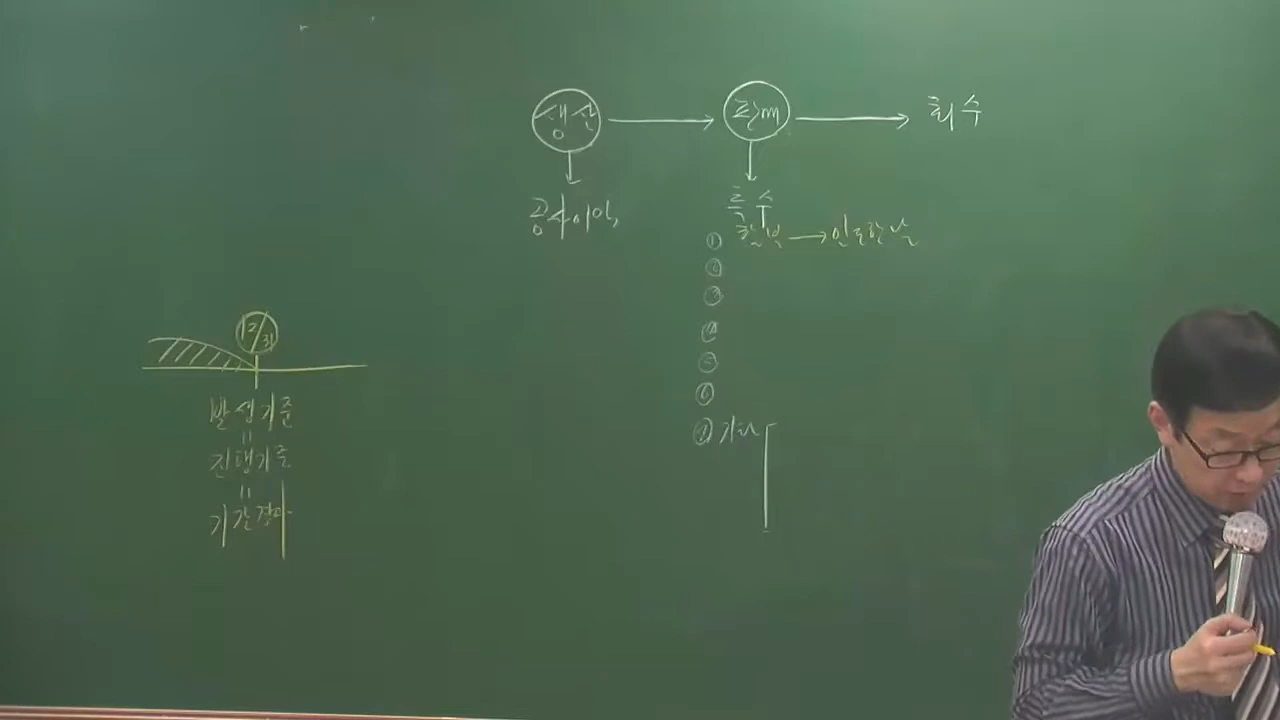 생산 → 판매 → 회수
공사이익,
특수
① 할부 → 인도한 날
②
③
④
⑤
⑥
⑦ 기타
12/31
발생기준
"
진행기준
"
기간경과